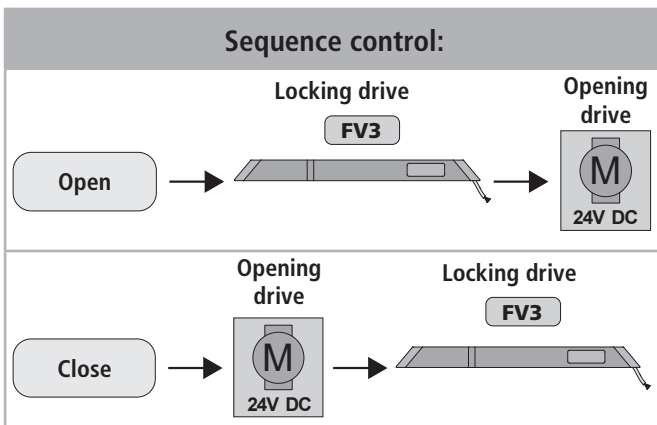 Sequence control:
Locking drive
FV3
Opening
drive
Open
M
24V DC
Opening
drive
Locking drive
FV3
Close
M
24V DC